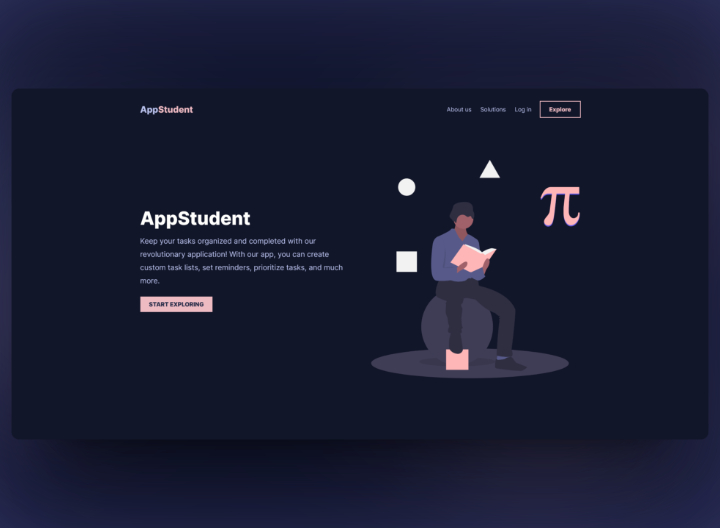 AppStudent
About us Solutions Log in Explore
π
AppStudent
Keep your tasks organized and completed with our
revolutionary application! With our app, you can create
custom task lists, set reminders, prioritize tasks, and much
more.
START EXPLORING